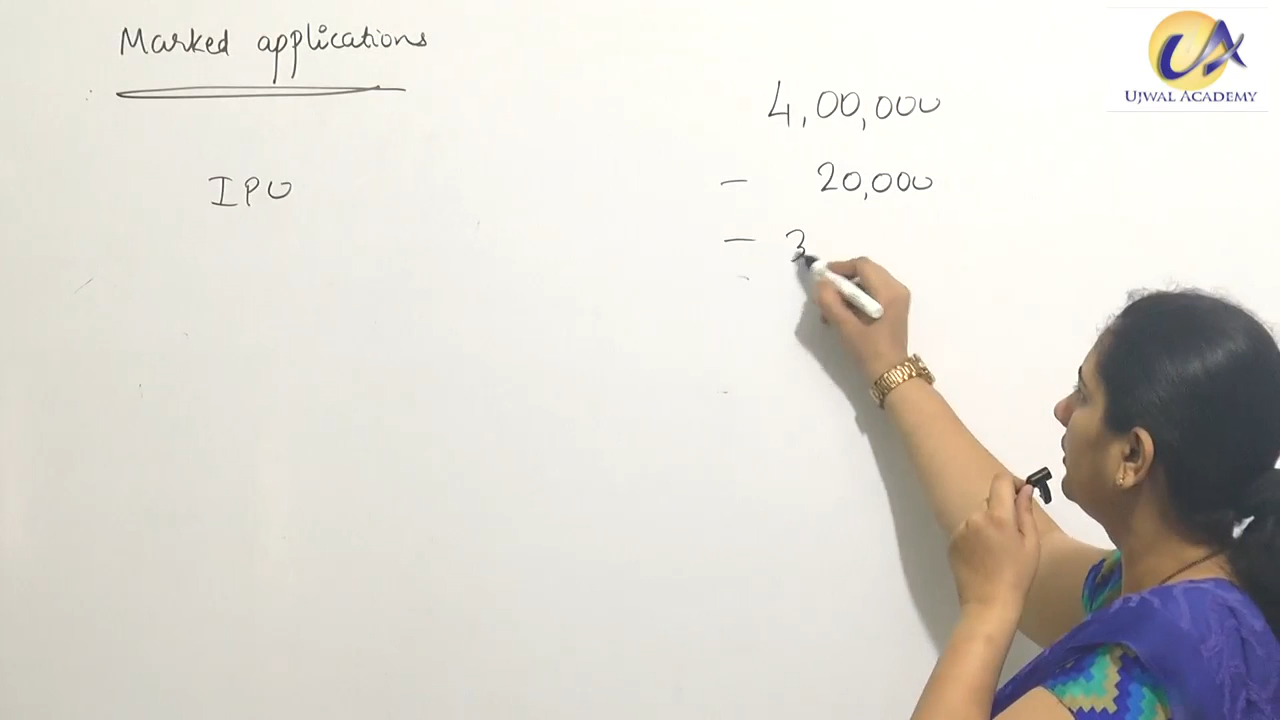 Marked applications
UJWAL ACADEMY
4,00,000
IPO
- 20,000
- 3